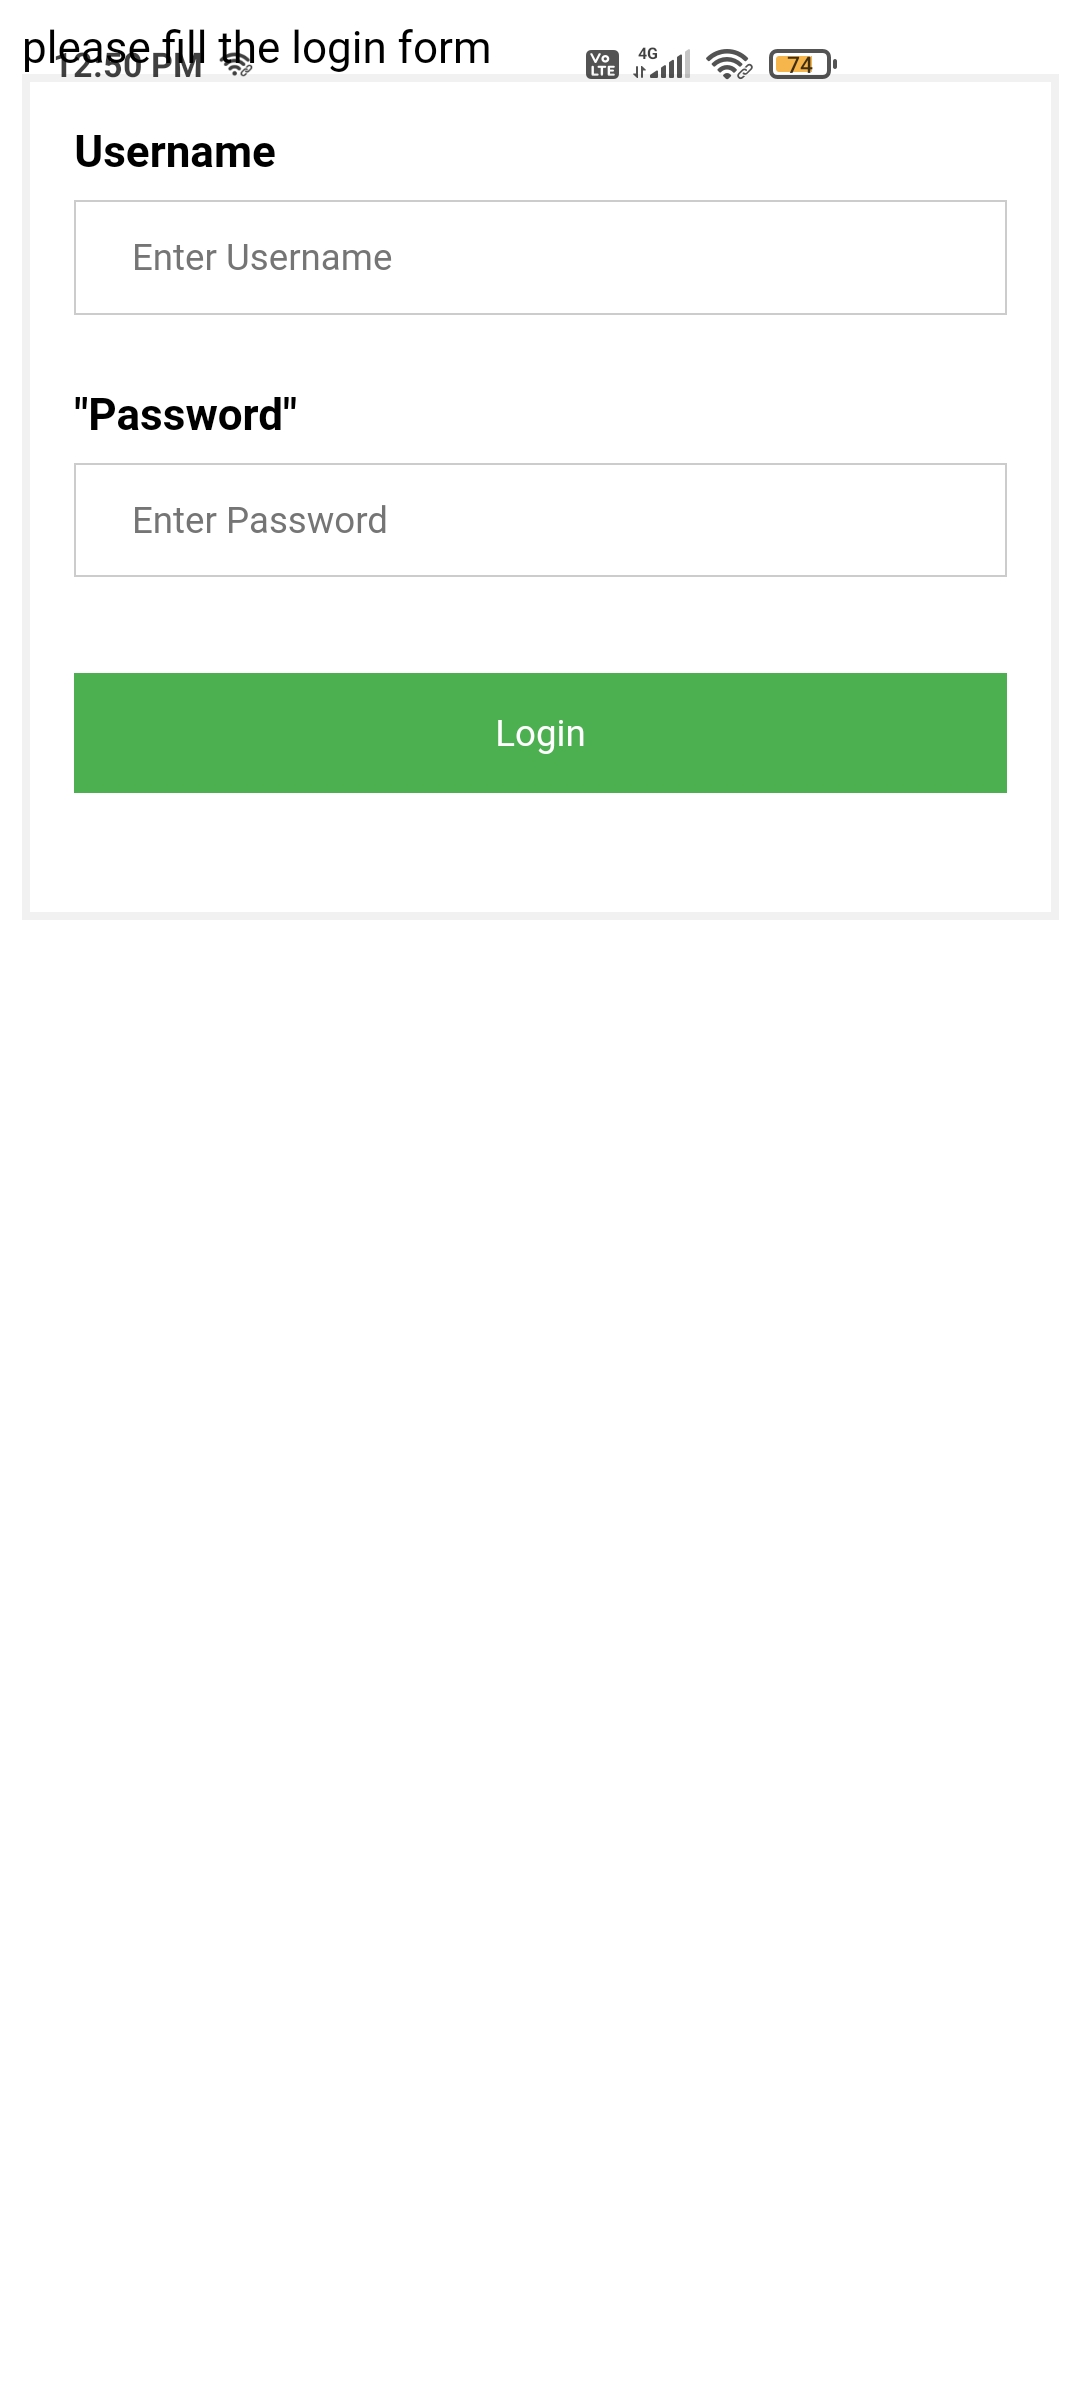 please fill the login form
12:50 PM
Vo
LTE
4G
74
Username
Enter Username
"Password"
Enter Password
Login